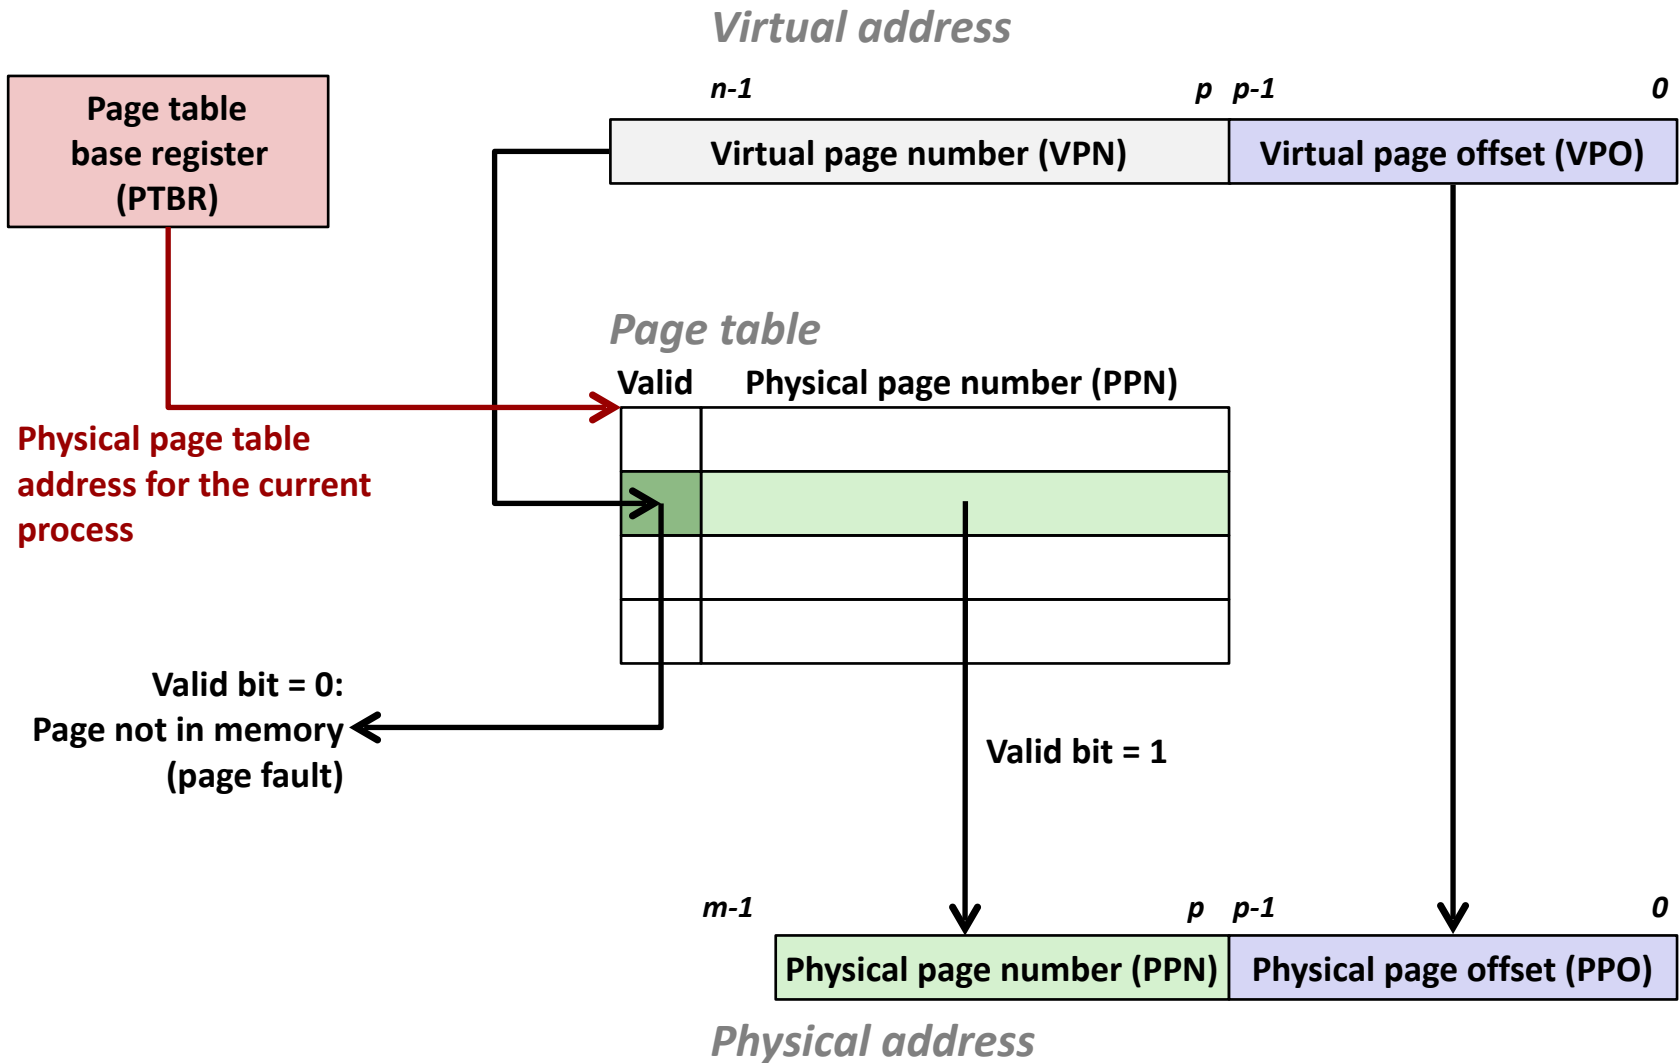 Virtual address
n-1 p p-1 0
Page table
base register
(PTBR)
Virtual page number (VPN) Virtual page offset (VPO)
Page table
Valid Physical page number (PPN)
Physical page table
address for the current
process
Valid bit = 0:
Page not in memory
(page fault)
Valid bit = 1
m-1 p p-1 0
Physical page number (PPN) Physical page offset (PPO)
Physical address